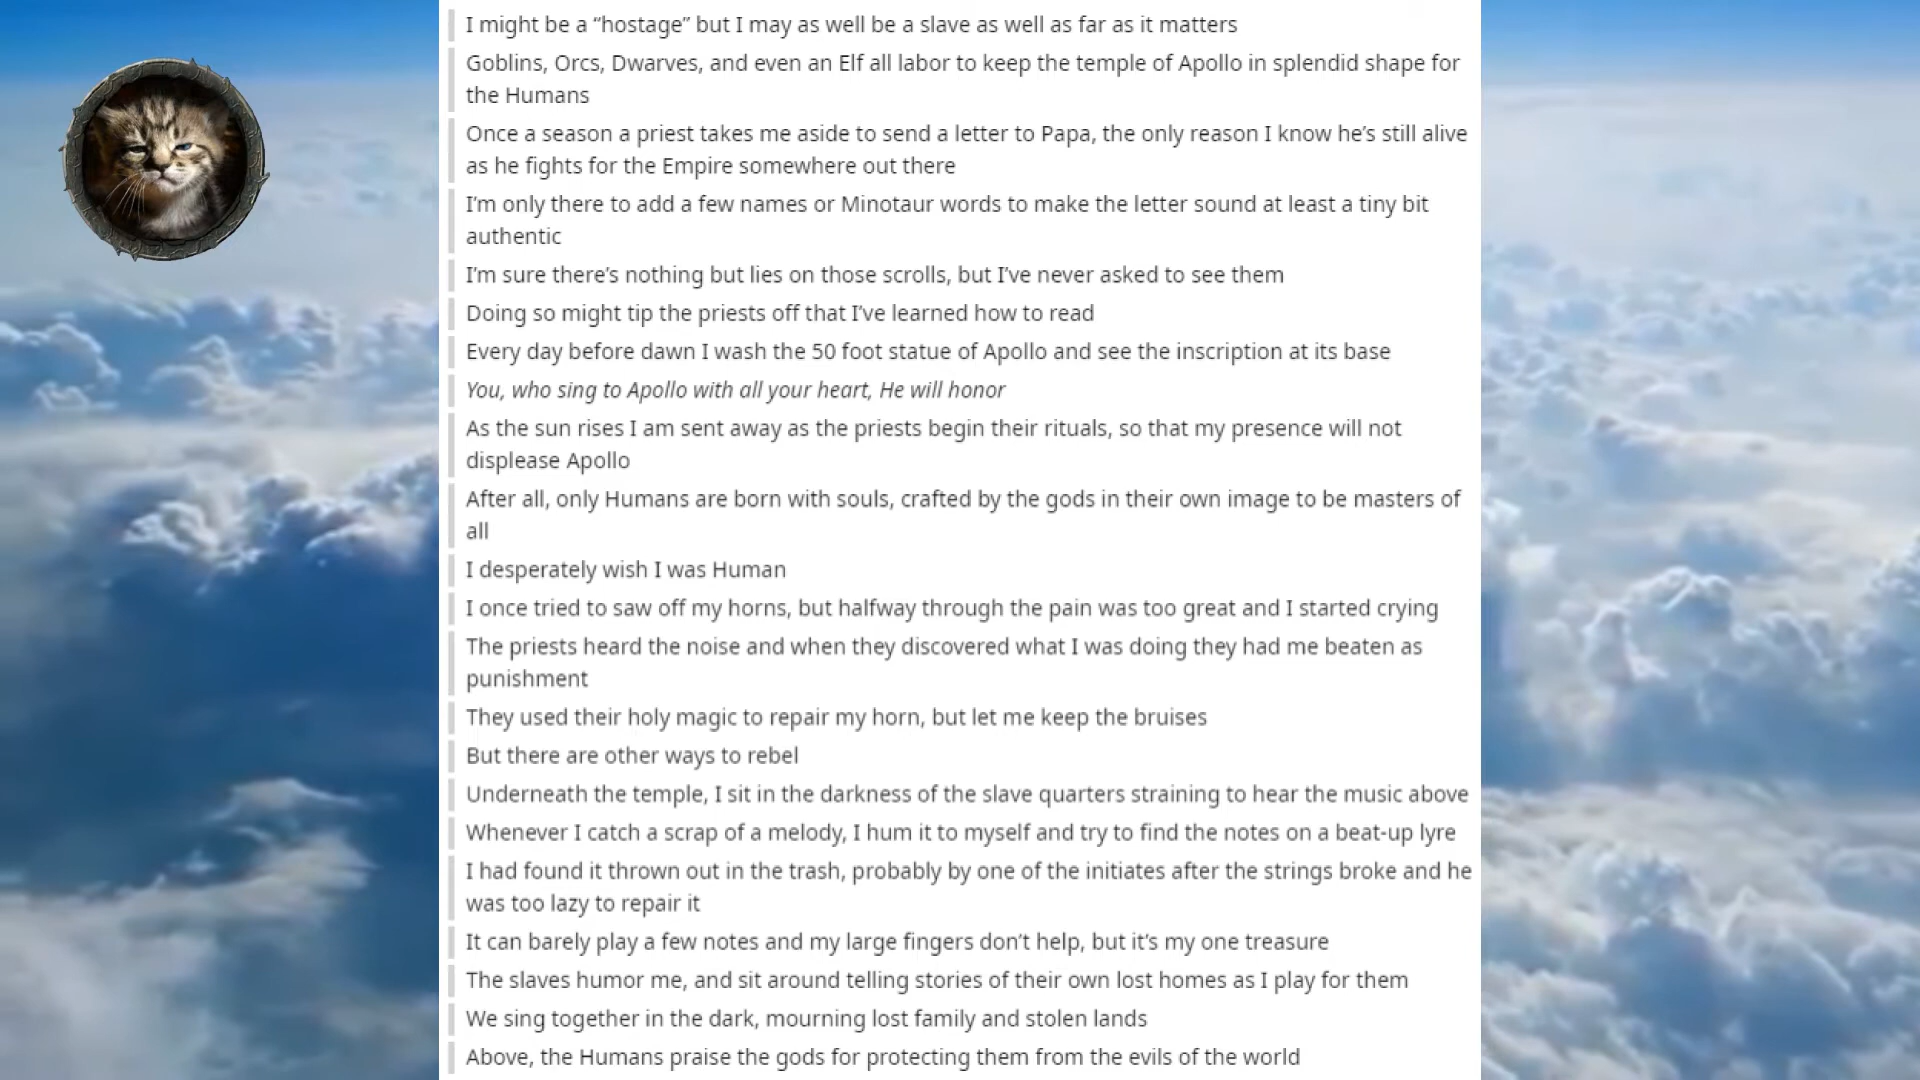 I might be a “hostage” but I may as well be a slave as well as far as it matters
Goblins, Orcs, Dwarves, and even an Elf all labor to keep the temple of Apollo in splendid shape for
the Humans
Once a season a priest takes me aside to send a letter to Papa, the only reason I know he’s still alive
as he fights for the Empire somewhere out there
I’m only there to add a few names or Minotaur words to make the letter sound at least a tiny bit
authentic
I’m sure there’s nothing but lies on those scrolls, but I’ve never asked to see them
Doing so might tip the priests off that I’ve learned how to read
Every day before dawn I wash the 50 foot statue of Apollo and see the inscription at its base
You, who sing to Apollo with all your heart, He will honor
As the sun rises I am sent away as the priests begin their rituals, so that my presence will not
displease Apollo
After all, only Humans are born with souls, crafted by the gods in their own image to be masters of
all
I desperately wish I was Human
I once tried to saw off my horns, but halfway through the pain was too great and I started crying
The priests heard the noise and when they discovered what I was doing they had me beaten as
punishment
They used their holy magic to repair my horn, but let me keep the bruises
But there are other ways to rebel
Underneath the temple, I sit in the darkness of the slave quarters straining to hear the music above
Whenever I catch a scrap of a melody, I hum it to myself and try to find the notes on a beat-up lyre
I had found it thrown out in the trash, probably by one of the initiates after the strings broke and he
was too lazy to repair it
It can barely play a few notes and my large fingers don’t help, but it’s my one treasure
The slaves humor me, and sit around telling stories of their own lost homes as I play for them
We sing together in the dark, mourning lost family and stolen lands
Above, the Humans praise the gods for protecting them from the evils of the world